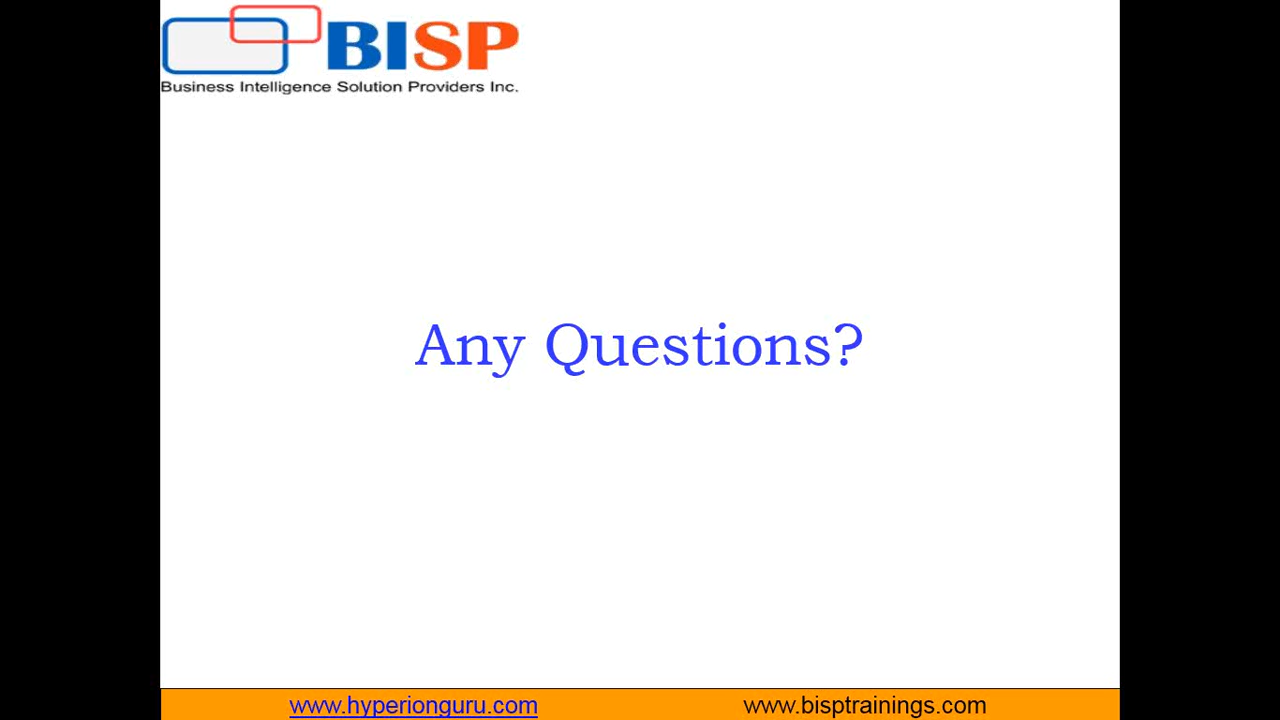 BISP
Business Intelligence Solution Providers Inc.
Any Questions?
www.hyperionguru.com www.bisptrainings.com